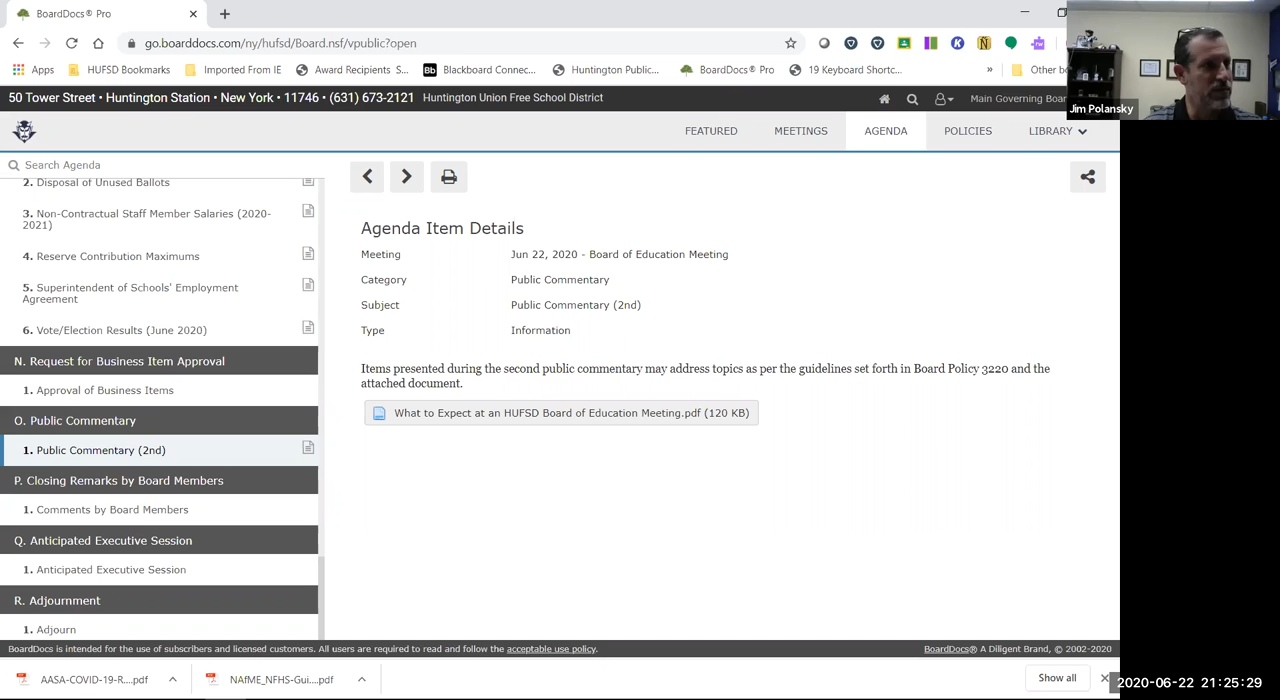 BoardDocs® Pro
go.boarddocs.com/ny/hufsd/Board.nsf/vpublic?open
Apps HUFSD Bookmarks Imported From IE Award Recipients S... Bb Blackboard Connec... Huntington Public... BoardDocs® Pro 19 Keyboard Shortc... » Other bo
50 Tower Street • Huntington Station • New York • 11746 • (631) 673-2121 Huntington Union Free School District Main Governing Boar
Jim Polansky
FEATURED MEETINGS AGENDA POLICIES LIBRARY
Search Agenda
2. Disposal of Unused Ballots
3. Non-Contractual Staff Member Salaries (2020-
2021)
4. Reserve Contribution Maximums
5. Superintendent of Schools' Employment
Agreement
6. Vote/Election Results (June 2020)
N. Request for Business Item Approval
1. Approval of Business Items
O. Public Commentary
1. Public Commentary (2nd)
P. Closing Remarks by Board Members
1. Comments by Board Members
Q. Anticipated Executive Session
1. Anticipated Executive Session
R. Adjournment
1. Adjourn
Agenda Item Details
Meeting Jun 22, 2020 - Board of Education Meeting
Category Public Commentary
Subject Public Commentary (2nd)
Type Information
Items presented during the second public commentary may address topics as per the guidelines set forth in Board Policy 3220 and the
attached document.
What to Expect at an HUFSD Board of Education Meeting.pdf (120 KB)
BoardDocs is intended for the use of subscribers and licensed customers. All users are required to read and follow the acceptable use policy. BoardDocs® A Diligent Brand, © 2002-2020
AASA-COVID-19-R....pdf NAfME_NFHS-Gui....pdf Show all
2020-06-22 21:25:29